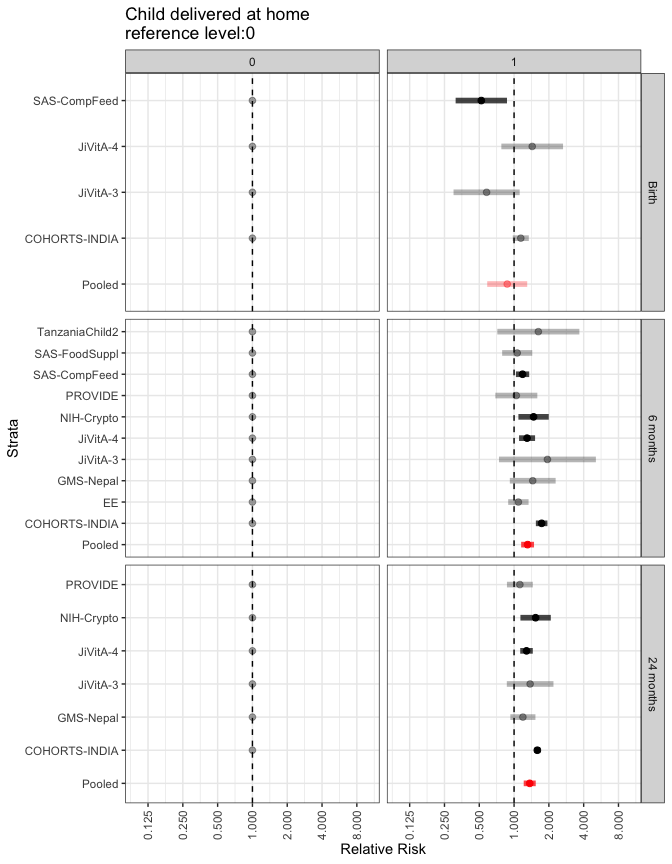 Child delivered at home
reference level:0
0
1
SAS-CompFeed
JiVitA-4
JiVitA-3
COHORTS-INDIA
Pooled
Birth
TanzaniaChild2
SAS-FoodSuppl
SAS-CompFeed
PROVIDE
NIH-Crypto
JiVitA-4
JiVitA-3
GMS-Nepal
EE
COHORTS-INDIA
Pooled
6 months
PROVIDE
NIH-Crypto
JiVitA-4
JiVitA-3
GMS-Nepal
COHORTS-INDIA
Pooled
24 months
Strata
0.125
0.250
0.500
1.000
2.000
4.000
8.000
0.125
0.250
0.500
1.000
2.000
4.000
8.000
Relative Risk